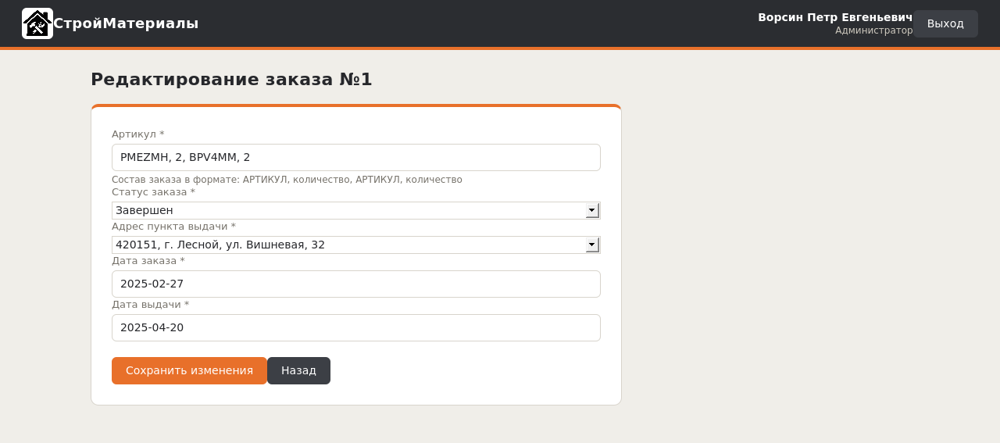 СтройМатериалы
Ворсин Петр Евгеньевич
Администратор
Выход
Редактирование заказа №1
Артикул *
PMEZMH, 2, BPV4MM, 2
Состав заказа в формате: АРТИКУЛ, количество, АРТИКУЛ, количество
Статус заказа *
Завершен
Адрес пункта выдачи *
420151, г. Лесной, ул. Вишневая, 32
Дата заказа *
2025-02-27
Дата выдачи *
2025-04-20
Сохранить изменения
Назад